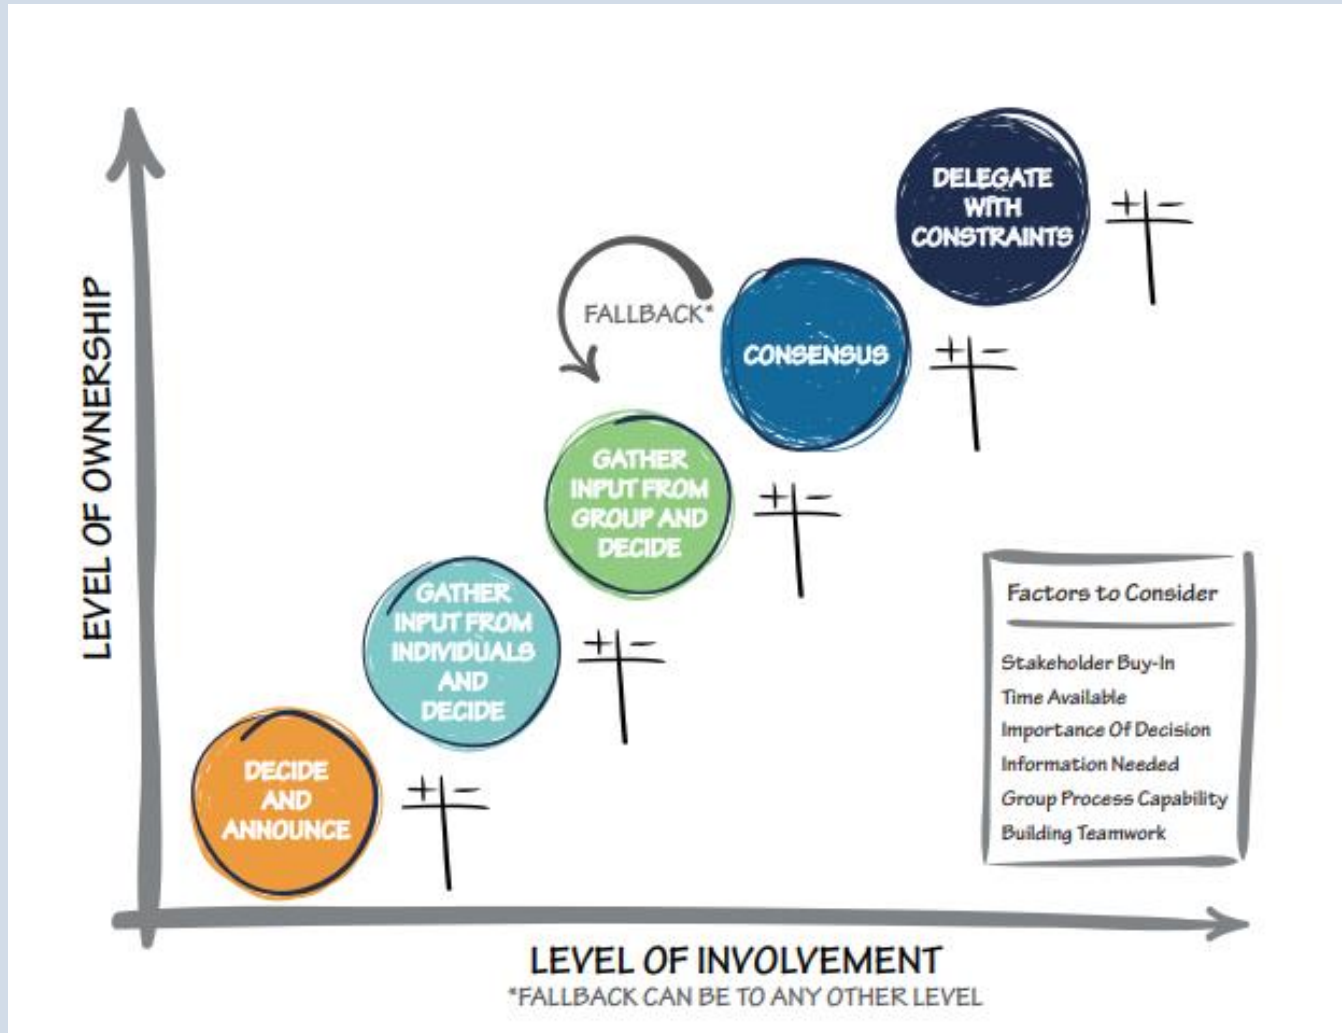 LEVEL OF OWNERSHIP
DELEGATE
WITH
CONSTRAINTS
+ -
FALLBACK*
CONSENSUS
+ -
GATHER
INPUT FROM
GROUP AND
DECIDE
+ -
GATHER
INPUT FROM
INDIVIDUALS
AND
DECIDE
+ -
DECIDE
AND
ANNOUNCE
+ -
Factors to Consider
Stakeholder Buy-In
Time Available
Importance Of Decision
Information Needed
Group Process Capability
Building Teamwork
LEVEL OF INVOLVEMENT
*FALLBACK CAN BE TO ANY OTHER LEVEL